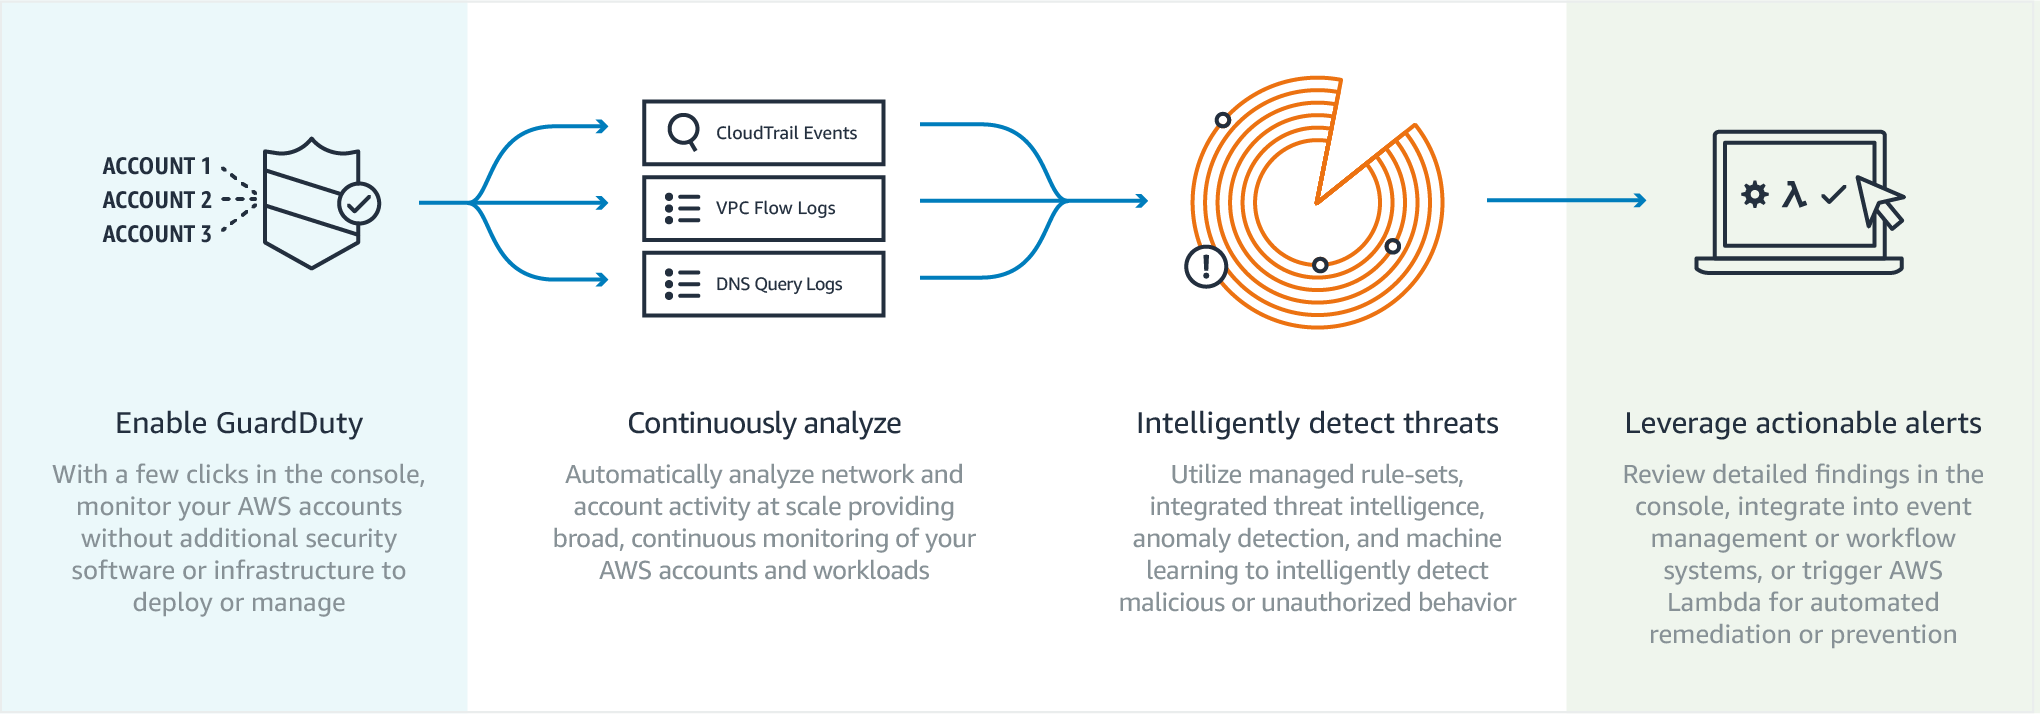 ACCOUNT 1
ACCOUNT 2
ACCOUNT 3
CloudTrail Events
VPC Flow Logs
DNS Query Logs
Enable GuardDuty
With a few clicks in the console,
monitor your AWS accounts
without additional security
software or infrastructure to
deploy or manage
Continuously analyze
Automatically analyze network and
account activity at scale providing
broad, continuous monitoring of your
AWS accounts and workloads
Intelligently detect threats
Utilize managed rule-sets,
integrated threat intelligence,
anomaly detection, and machine
learning to intelligently detect
malicious or unauthorized behavior
Leverage actionable alerts
Review detailed findings in the
console, integrate into event
management or workflow
systems, or trigger AWS
Lambda for automated
remediation or prevention